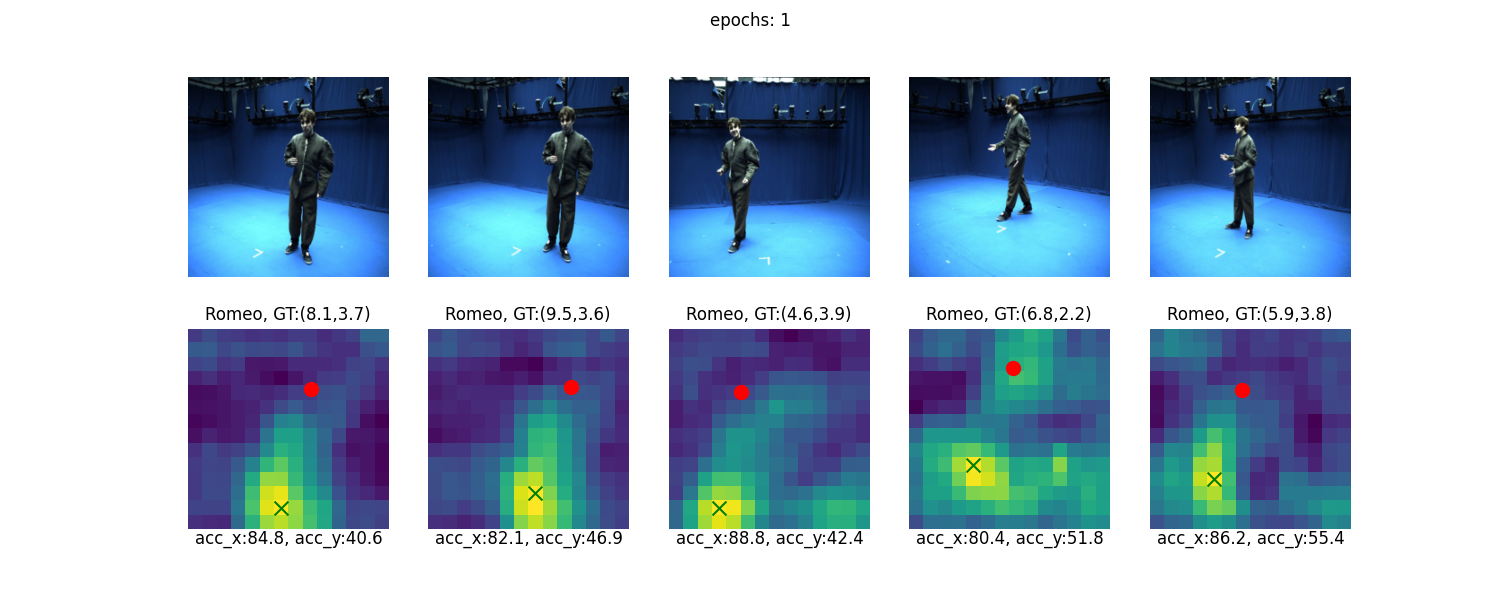 epochs: 1
Romeo, GT:(8.1,3.7)
Romeo, GT:(9.5,3.6)
Romeo, GT:(4.6,3.9)
Romeo, GT:(6.8,2.2)
Romeo, GT:(5.9,3.8)
acc_x:84.8, acc_y:40.6
acc_x:82.1, acc_y:46.9
acc_x:88.8, acc_y:42.4
acc_x:80.4, acc_y:51.8
acc_x:86.2, acc_y:55.4